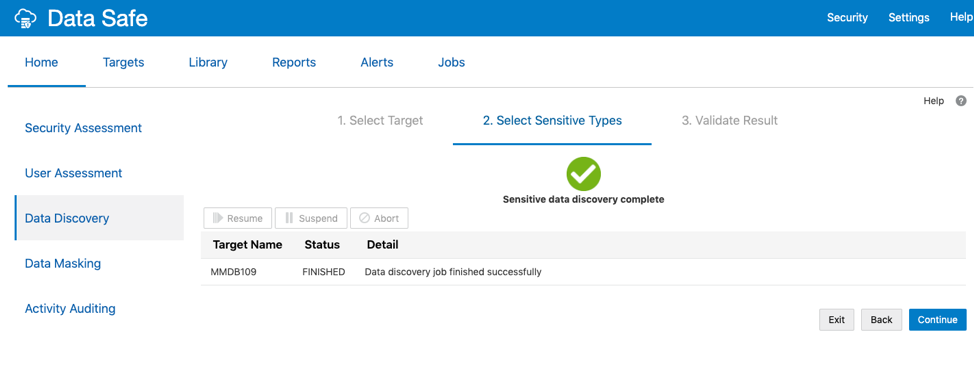 Data Safe
Security Settings Help
Home Targets Library Reports Alerts Jobs
Help ?
Security Assessment
User Assessment
Data Discovery
Data Masking
Activity Auditing
1. Select Target 2. Select Sensitive Types 3. Validate Result
Sensitive data discovery complete
Resume Suspend Abort
Target Name Status Detail
MMDB109 FINISHED Data discovery job finished successfully
Exit Back Continue